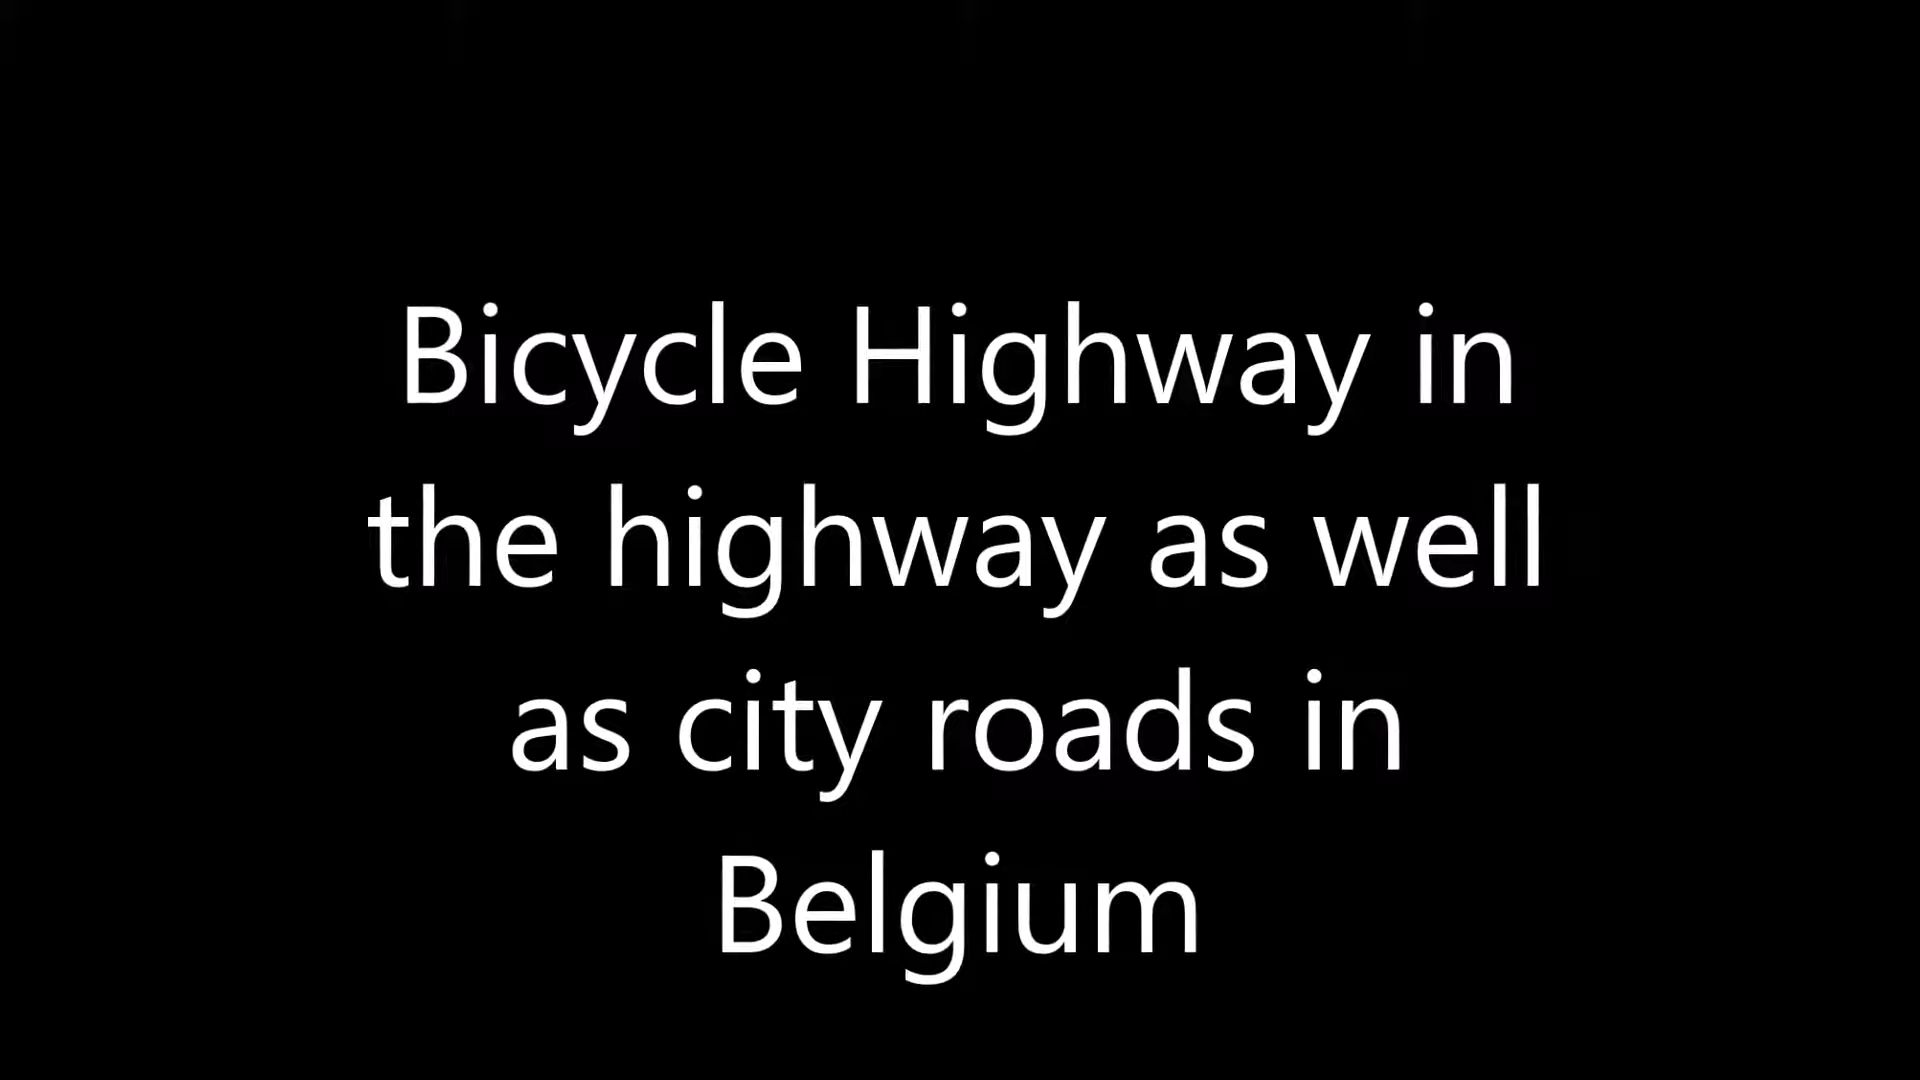 Bicycle Highway in
the highway as well
as city roads in
Belgium